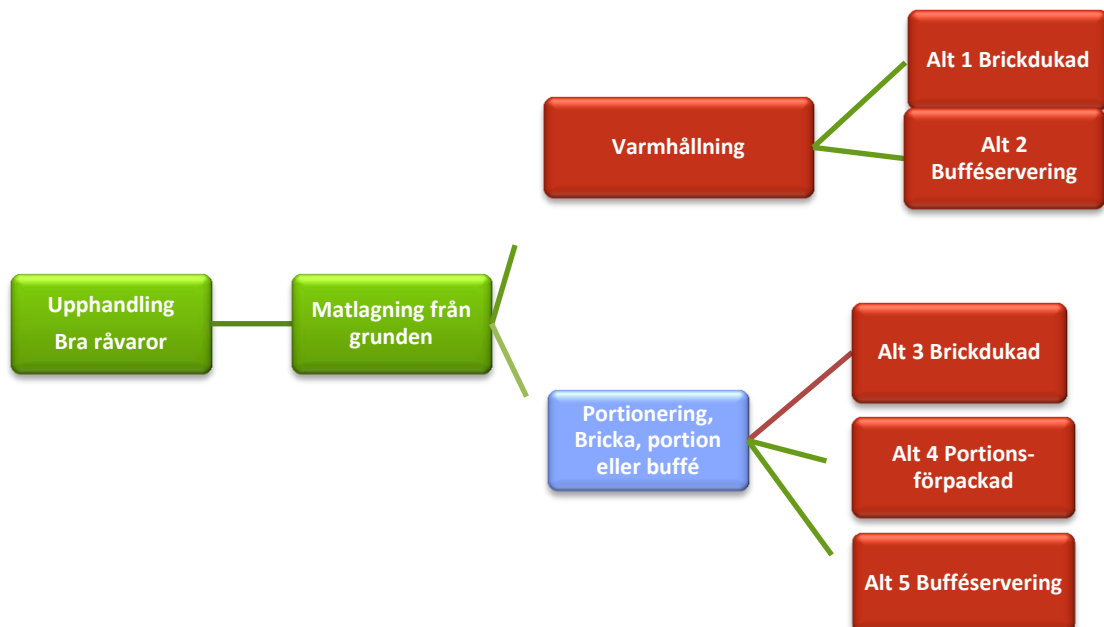 Upphandling
Bra råvaror
Matlagning från
grunden
Varmhållning
Alt 1 Brickdukad
Alt 2
Bufféservering
Portionering,
Bricka, portion
eller buffé
Alt 3 Brickdukad
Alt 4 Portions-
förpackad
Alt 5 Bufféservering